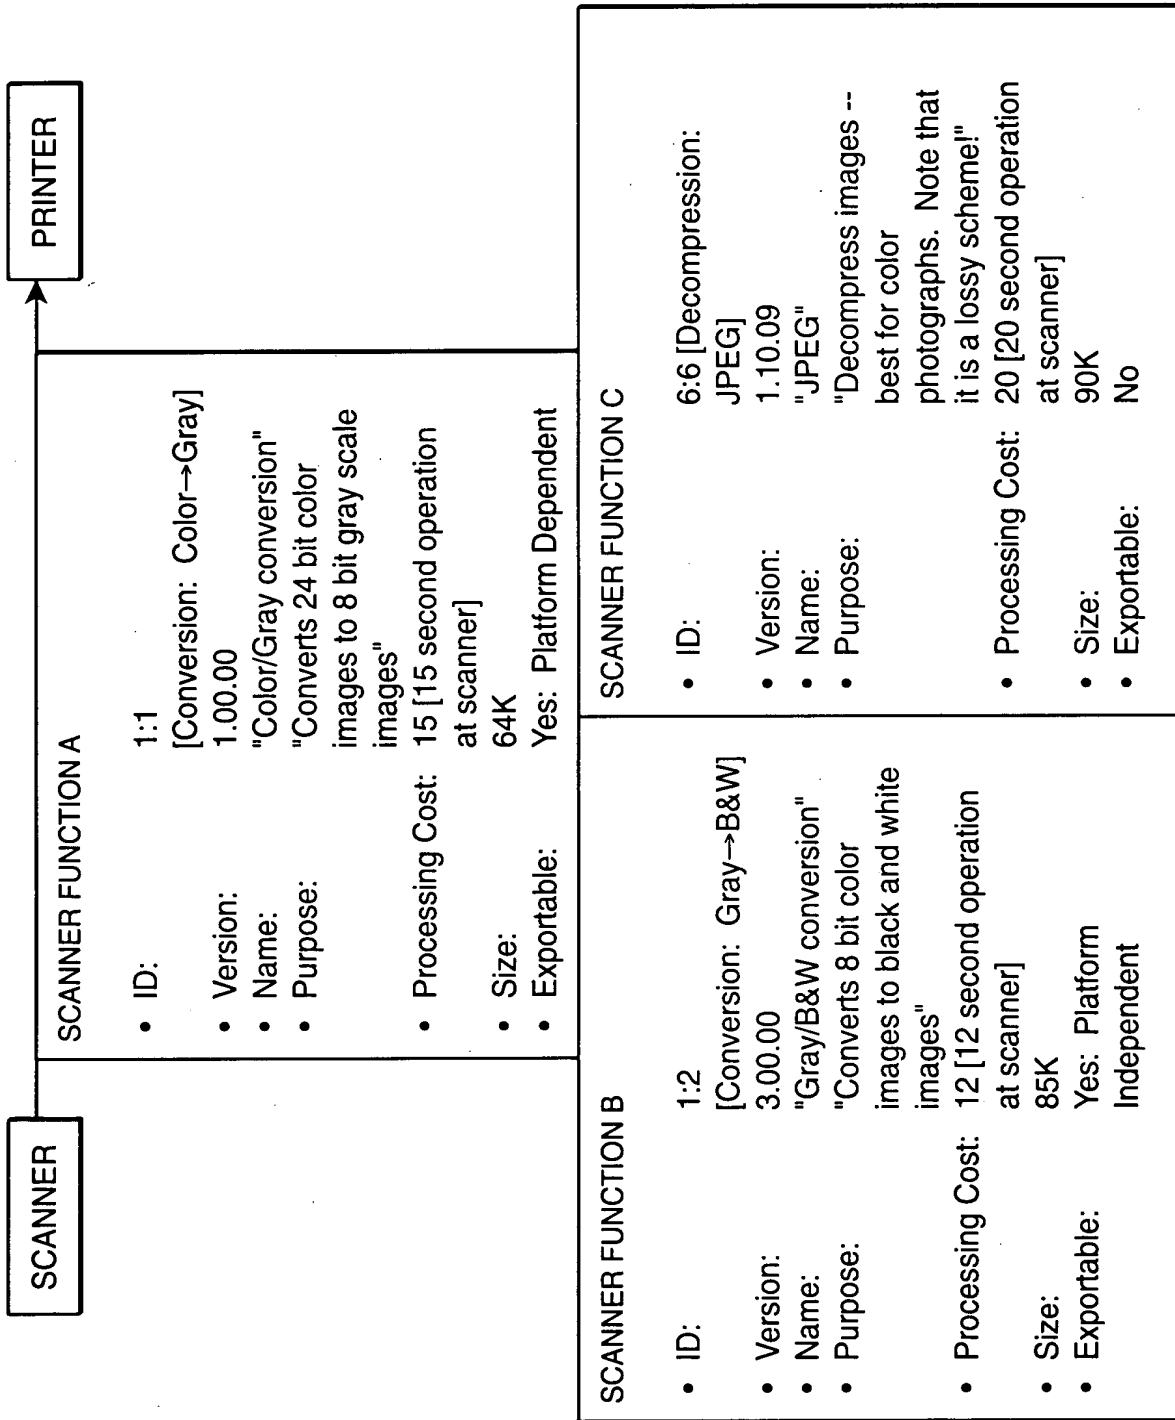 SCANNER
PRINTER
SCANNER FUNCTION A
• ID: 1:1
[Conversion: Color→Gray]
• Version: 1.00.00
• Name: "Color/Gray conversion"
• Purpose: "Converts 24 bit color
images to 8 bit gray scale
images"
• Processing Cost: 15 [15 second operation
at scanner]
• Size: 64K
• Exportable: Yes: Platform Dependent
SCANNER FUNCTION B
• ID: 1:2
[Conversion: Gray→B&W]
• Version: 3.00.00
• Name: "Gray/B&W conversion"
• Purpose: "Converts 8 bit color
images to black and white
images"
• Processing Cost: 12 [12 second operation
at scanner]
• Size: 85K
• Exportable: Yes: Platform
Independent
SCANNER FUNCTION C
• ID: 6:6 [Decompression:
JPEG]
• Version: 1.10.09
• Name: "JPEG"
• Purpose: "Decompress images --
best for color
photographs. Note that
it is a lossy scheme!"
• Processing Cost: 20 [20 second operation
at scanner]
• Size: 90K
• Exportable: No